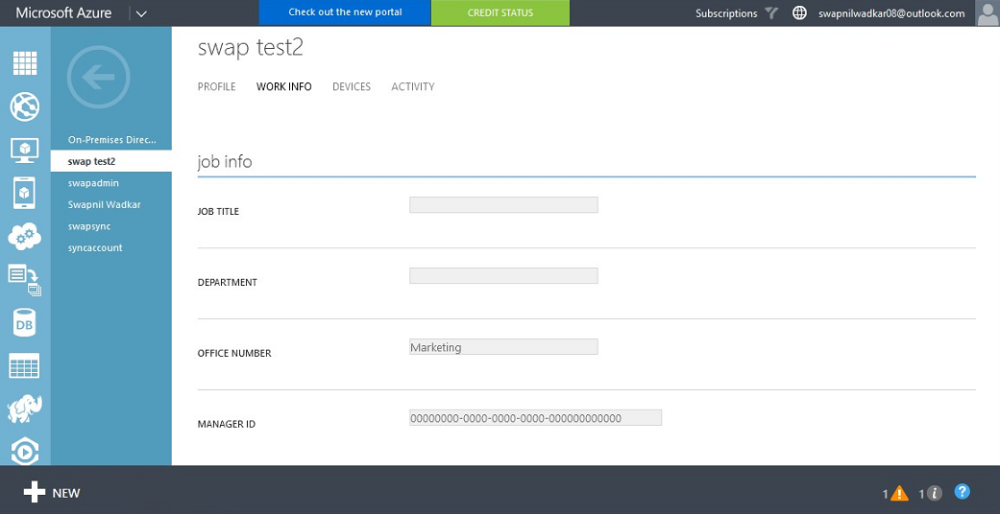 Microsoft Azure
Check out the new portal
CREDIT STATUS
Subscriptions
swapnilwadkar08@outlook.com
swap test2
PROFILE WORK INFO DEVICES ACTIVITY
On-Premises Direc...
swap test2
swapadmin
Swapnil Wadkar
swapsync
syncaccount
job info
JOB TITLE
DEPARTMENT
OFFICE NUMBER Marketing
MANAGER ID 00000000-0000-0000-0000-000000000000
DB
NEW
1 1 i ?